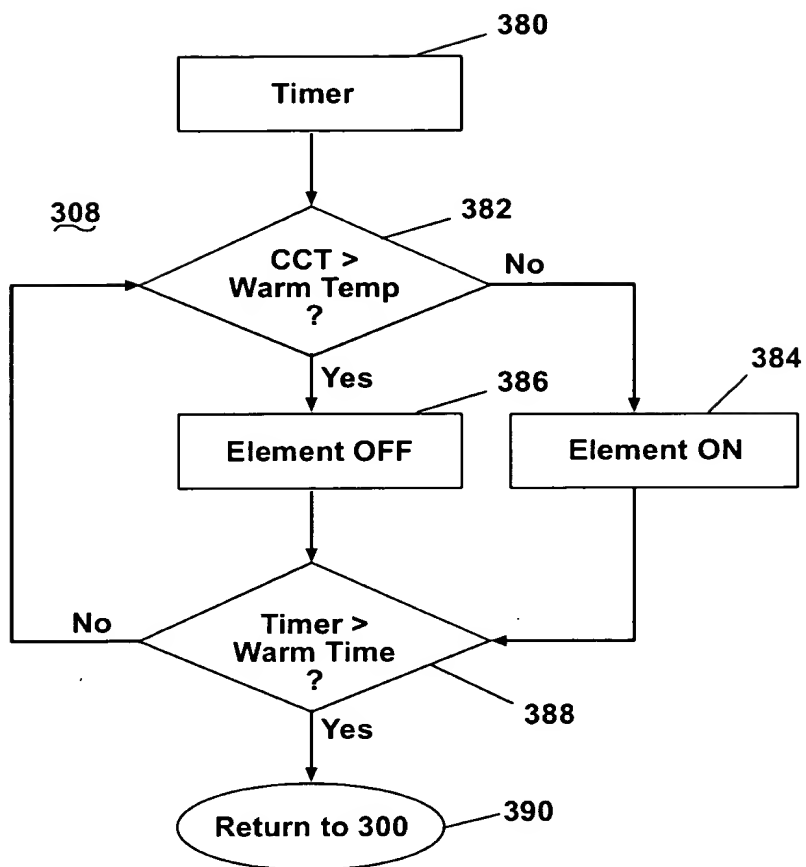 380
Timer
308
382
CCT >
Warm Temp
?
No
Yes
386
384
Element OFF
Element ON
No
Timer >
Warm Time
?
388
Yes
Return to 300
390